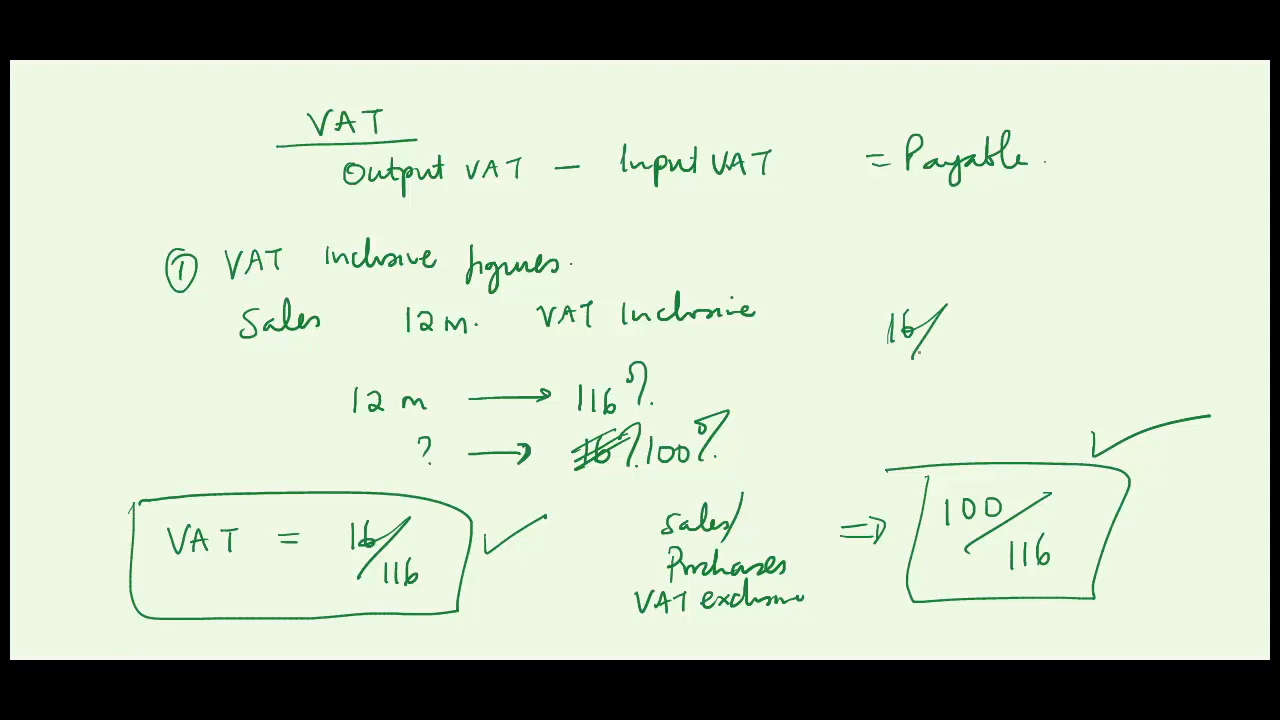 VAT
Output VAT – Input VAT = Payable.
① VAT Inclusive figures.
Sales 12m. VAT Inclusive 16%
12 m → 116%
? → 16% 100%
VAT = 16/116 ✓
Sales/ Purchases VAT exclusive ⇒ 100/116 ✓